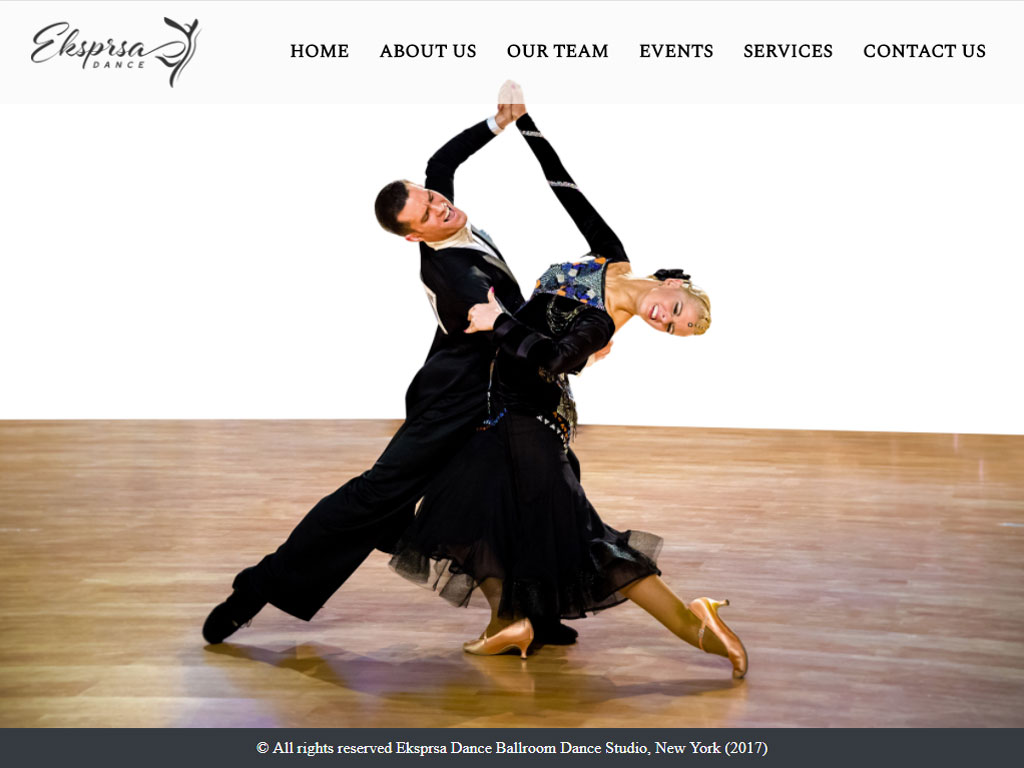 Eksprsa
DANCE
HOME ABOUT US OUR TEAM EVENTS SERVICES CONTACT US
© All rights reserved Eksprsa Dance Ballroom Dance Studio, New York (2017)